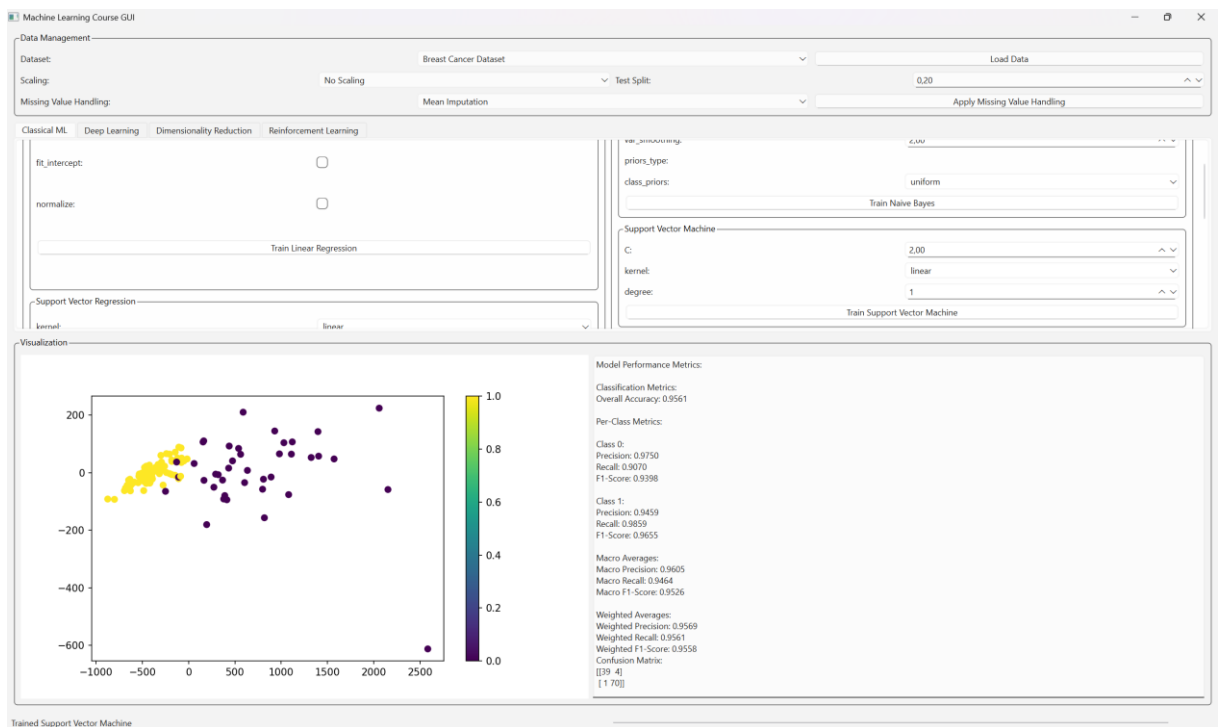 Machine Learning Course GUI
Data Management
Dataset: Breast Cancer Dataset Load Data
Scaling: No Scaling Test Split: 0,20
Missing Value Handling: Mean Imputation Apply Missing Value Handling
Classical ML Deep Learning Dimensionality Reduction Reinforcement Learning
fit_intercept:
normalize:
Train Linear Regression
Support Vector Regression
kernel: linear
var_smoothing: 2,00
priors_type:
class_priors: uniform
Train Naive Bayes
Support Vector Machine
C: 2,00
kernel: linear
degree: 1
Train Support Vector Machine
Visualization
200
0
−200
−400
−600
−1000 −500 0 500 1000 1500 2000 2500
1.0
0.8
0.6
0.4
0.2
0.0
Model Performance Metrics:
Classification Metrics:
Overall Accuracy: 0.9561
Per-Class Metrics:
Class 0:
Precision: 0.9750
Recall: 0.9070
F1-Score: 0.9398
Class 1:
Precision: 0.9459
Recall: 0.9859
F1-Score: 0.9655
Macro Averages:
Macro Precision: 0.9605
Macro Recall: 0.9464
Macro F1-Score: 0.9526
Weighted Averages:
Weighted Precision: 0.9569
Weighted Recall: 0.9561
Weighted F1-Score: 0.9558
Confusion Matrix:
[[39 4]
[ 1 70]]
Trained Support Vector Machine